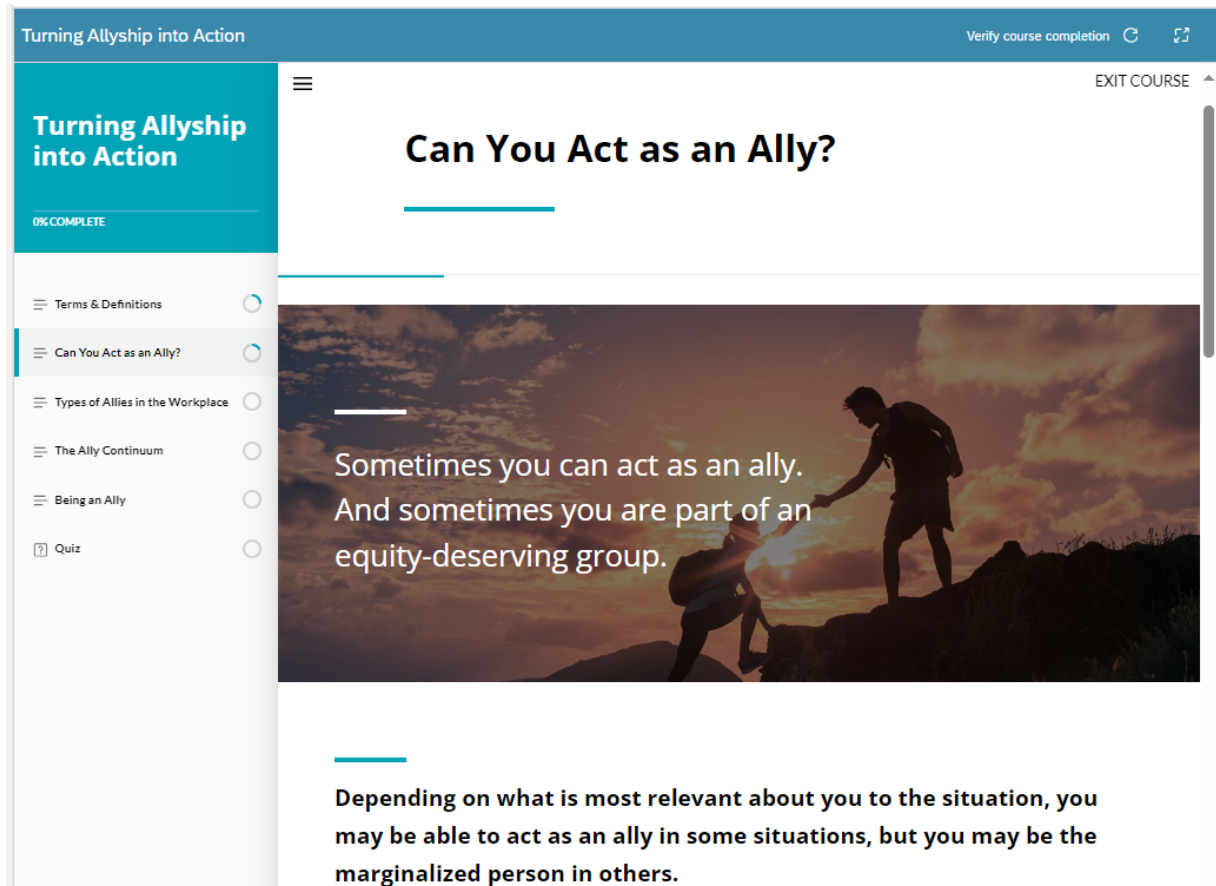 Turning Allyship into Action
Verify course completion
EXIT COURSE
Turning Allyship
into Action
0% COMPLETE
Terms & Definitions
Can You Act as an Ally?
Types of Allies in the Workplace
The Ally Continuum
Being an Ally
? Quiz
Can You Act as an Ally?
Sometimes you can act as an ally.
And sometimes you are part of an
equity-deserving group.
Depending on what is most relevant about you to the situation, you
may be able to act as an ally in some situations, but you may be the
marginalized person in others.